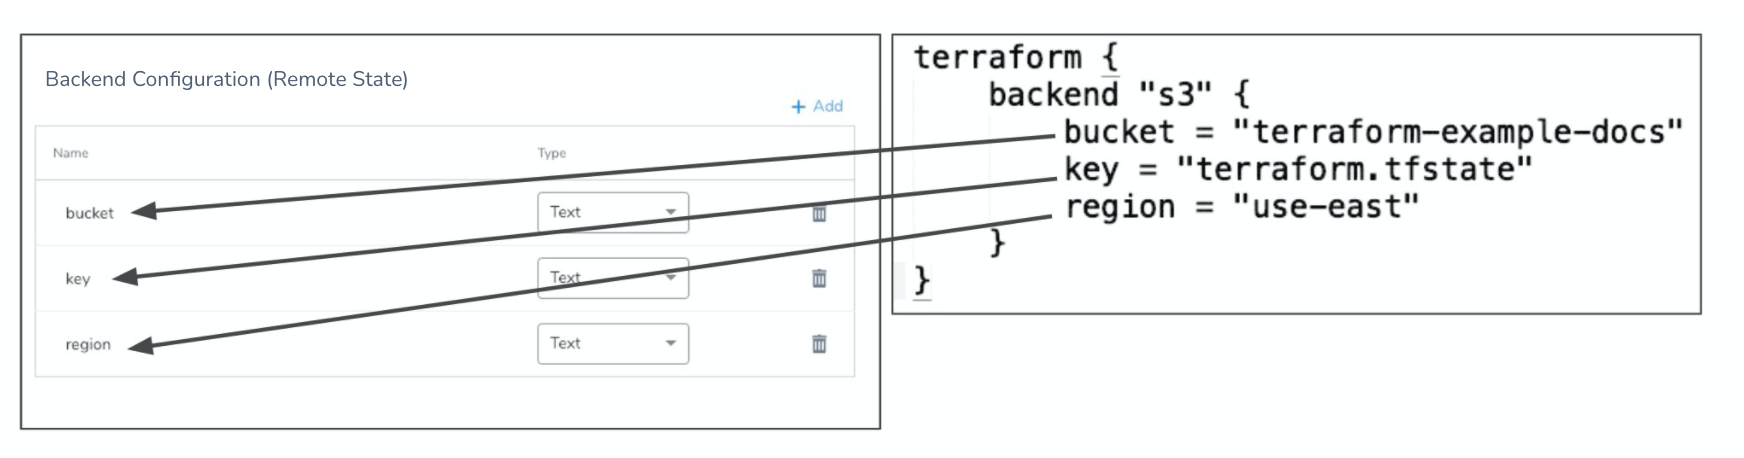 Backend Configuration (Remote State)
+ Add
Name Type
bucket Text
key Text
region Text
terraform {
backend "s3" {
bucket = "terraform-example-docs"
key = "terraform.tfstate"
region = "use-east"
}
}